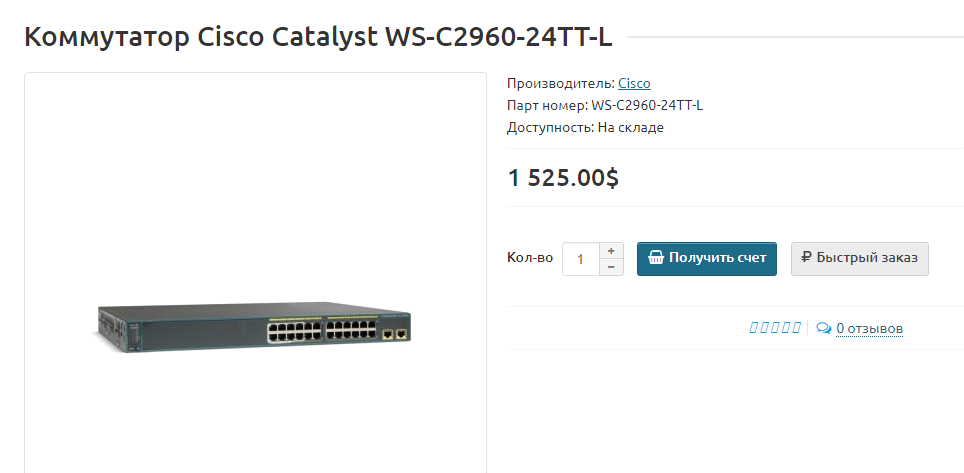 Коммутатор Cisco Catalyst WS-C2960-24TT-L
Производитель: Cisco
Парт номер: WS-C2960-24TT-L
Доступность: На складе
1 525.00$
Кол-во 1 + − Получить счет ₽ Быстрый заказ
0 отзывов